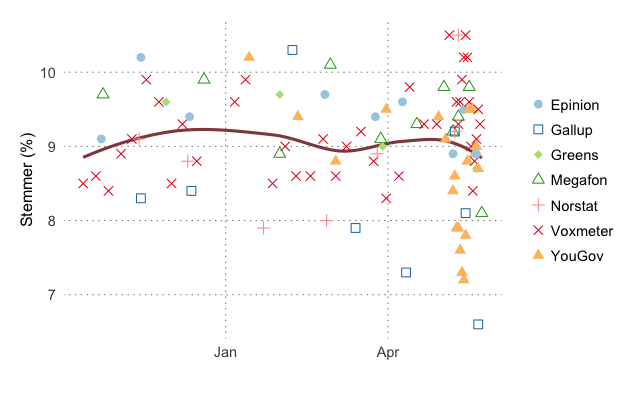 Stemmer (%)
10
9
8
7
Jan
Apr
Epinion
Gallup
Greens
Megafon
Norstat
Voxmeter
YouGov